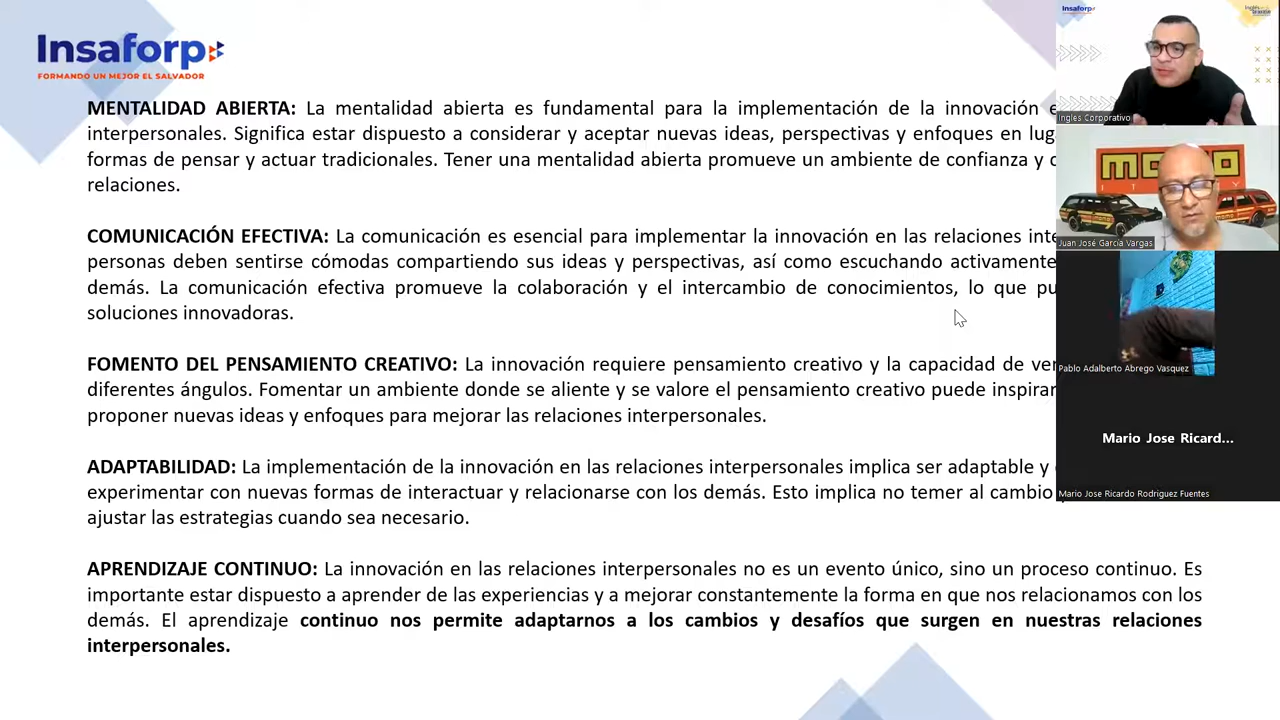 Insaforp
FORMANDO UN MEJOR EL SALVADOR
MENTALIDAD ABIERTA: La mentalidad abierta es fundamental para la implementación de la innovación
interpersonales. Significa estar dispuesto a considerar y aceptar nuevas ideas, perspectivas y enfoques en
formas de pensar y actuar tradicionales. Tener una mentalidad abierta promueve un ambiente de confianza y
relaciones.
COMUNICACIÓN EFECTIVA: La comunicación es esencial para implementar la innovación en las relaciones
personas deben sentirse cómodas compartiendo sus ideas y perspectivas, así como escuchando activamente
demás. La comunicación efectiva promueve la colaboración y el intercambio de conocimientos, lo que
soluciones innovadoras.
FOMENTO DEL PENSAMIENTO CREATIVO: La innovación requiere pensamiento creativo y la capacidad de
diferentes ángulos. Fomentar un ambiente donde se aliente y se valore el pensamiento creativo puede inspirar
proponer nuevas ideas y enfoques para mejorar las relaciones interpersonales.
ADAPTABILIDAD: La implementación de la innovación en las relaciones interpersonales implica ser adaptable y
experimentar con nuevas formas de interactuar y relacionarse con los demás. Esto implica no temer al cambio
ajustar las estrategias cuando sea necesario.
APRENDIZAJE CONTINUO: La innovación en las relaciones interpersonales no es un evento único, sino un proceso continuo. Es
importante estar dispuesto a aprender de las experiencias y a mejorar constantemente la forma en que nos relacionamos con los
demás. El aprendizaje continuo nos permite adaptarnos a los cambios y desafíos que surgen en nuestras relaciones
interpersonales.
Insaforp
Ingles Corporativo
momo
Juan José García Vargas
Pablo Adalberto Abrego Vasquez
Mario Jose Ricard...
Mario Jose Ricardo Rodriguez Fuentes